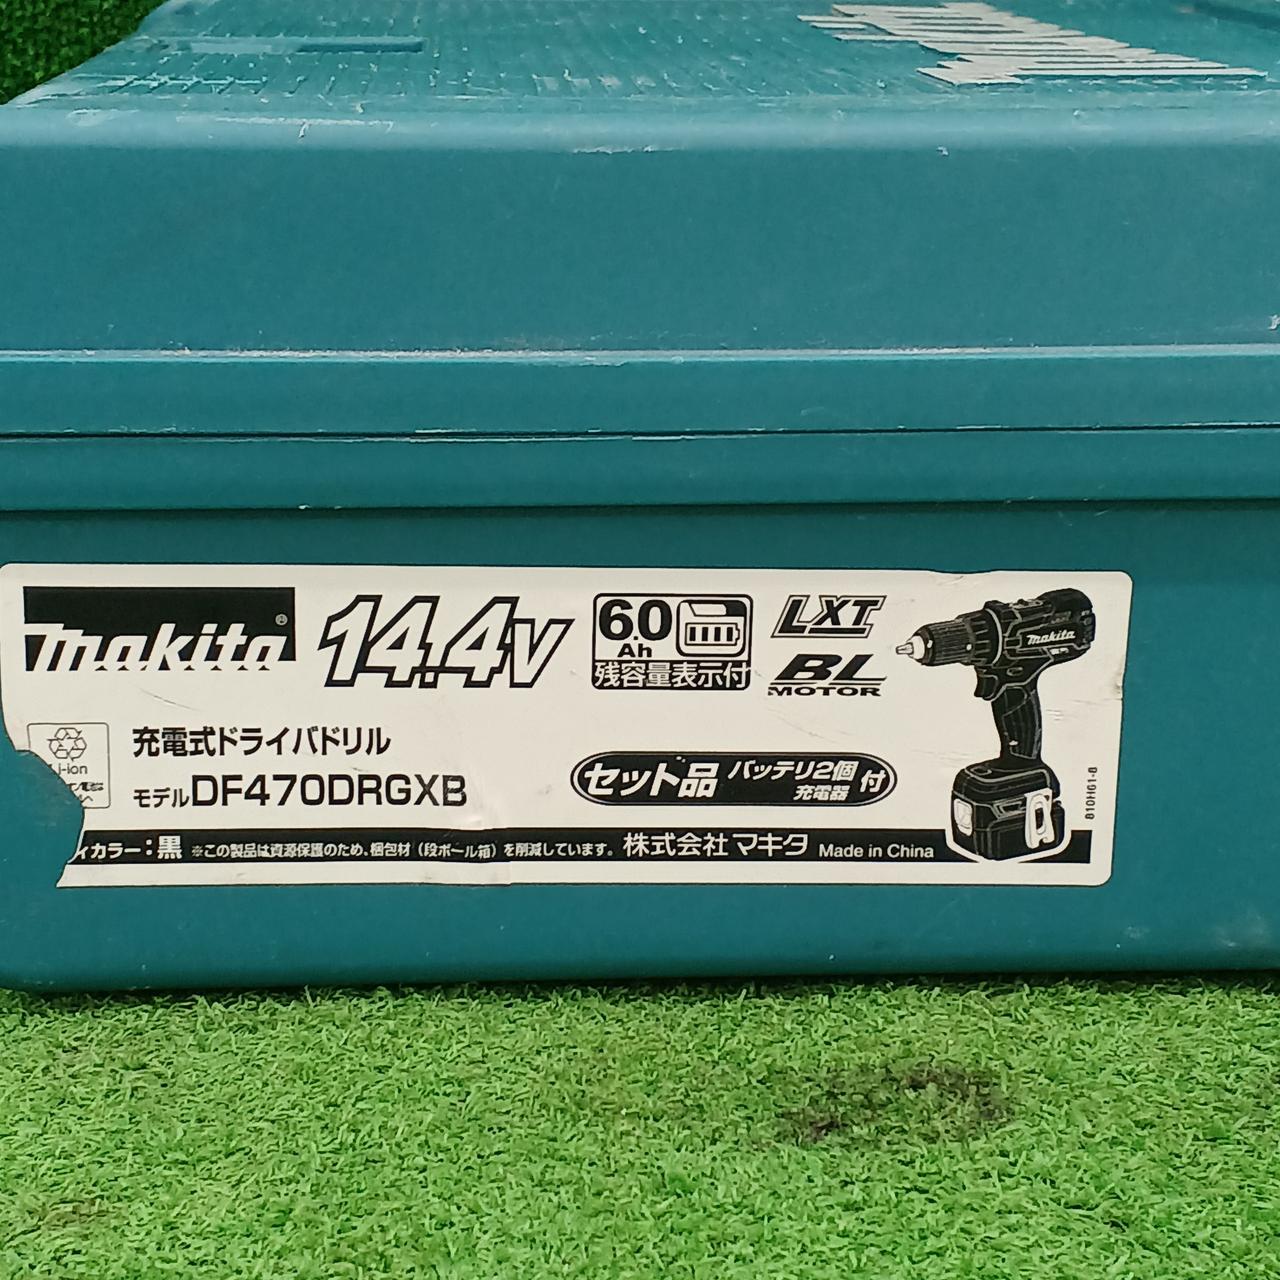 makita
makita® 14.4V 6.0 Ah 残容量表示付 LXT BL MOTOR
makita
Li-ion
充電式ドライバドリル
モデルDF470DRGXB
セット品 バッテリ2個 充電器 付
810H61-8
ィカラー：黒 ※この製品は資源保護のため、梱包材（段ボール箱）を削減しています。 株式会社マキタ Made in China